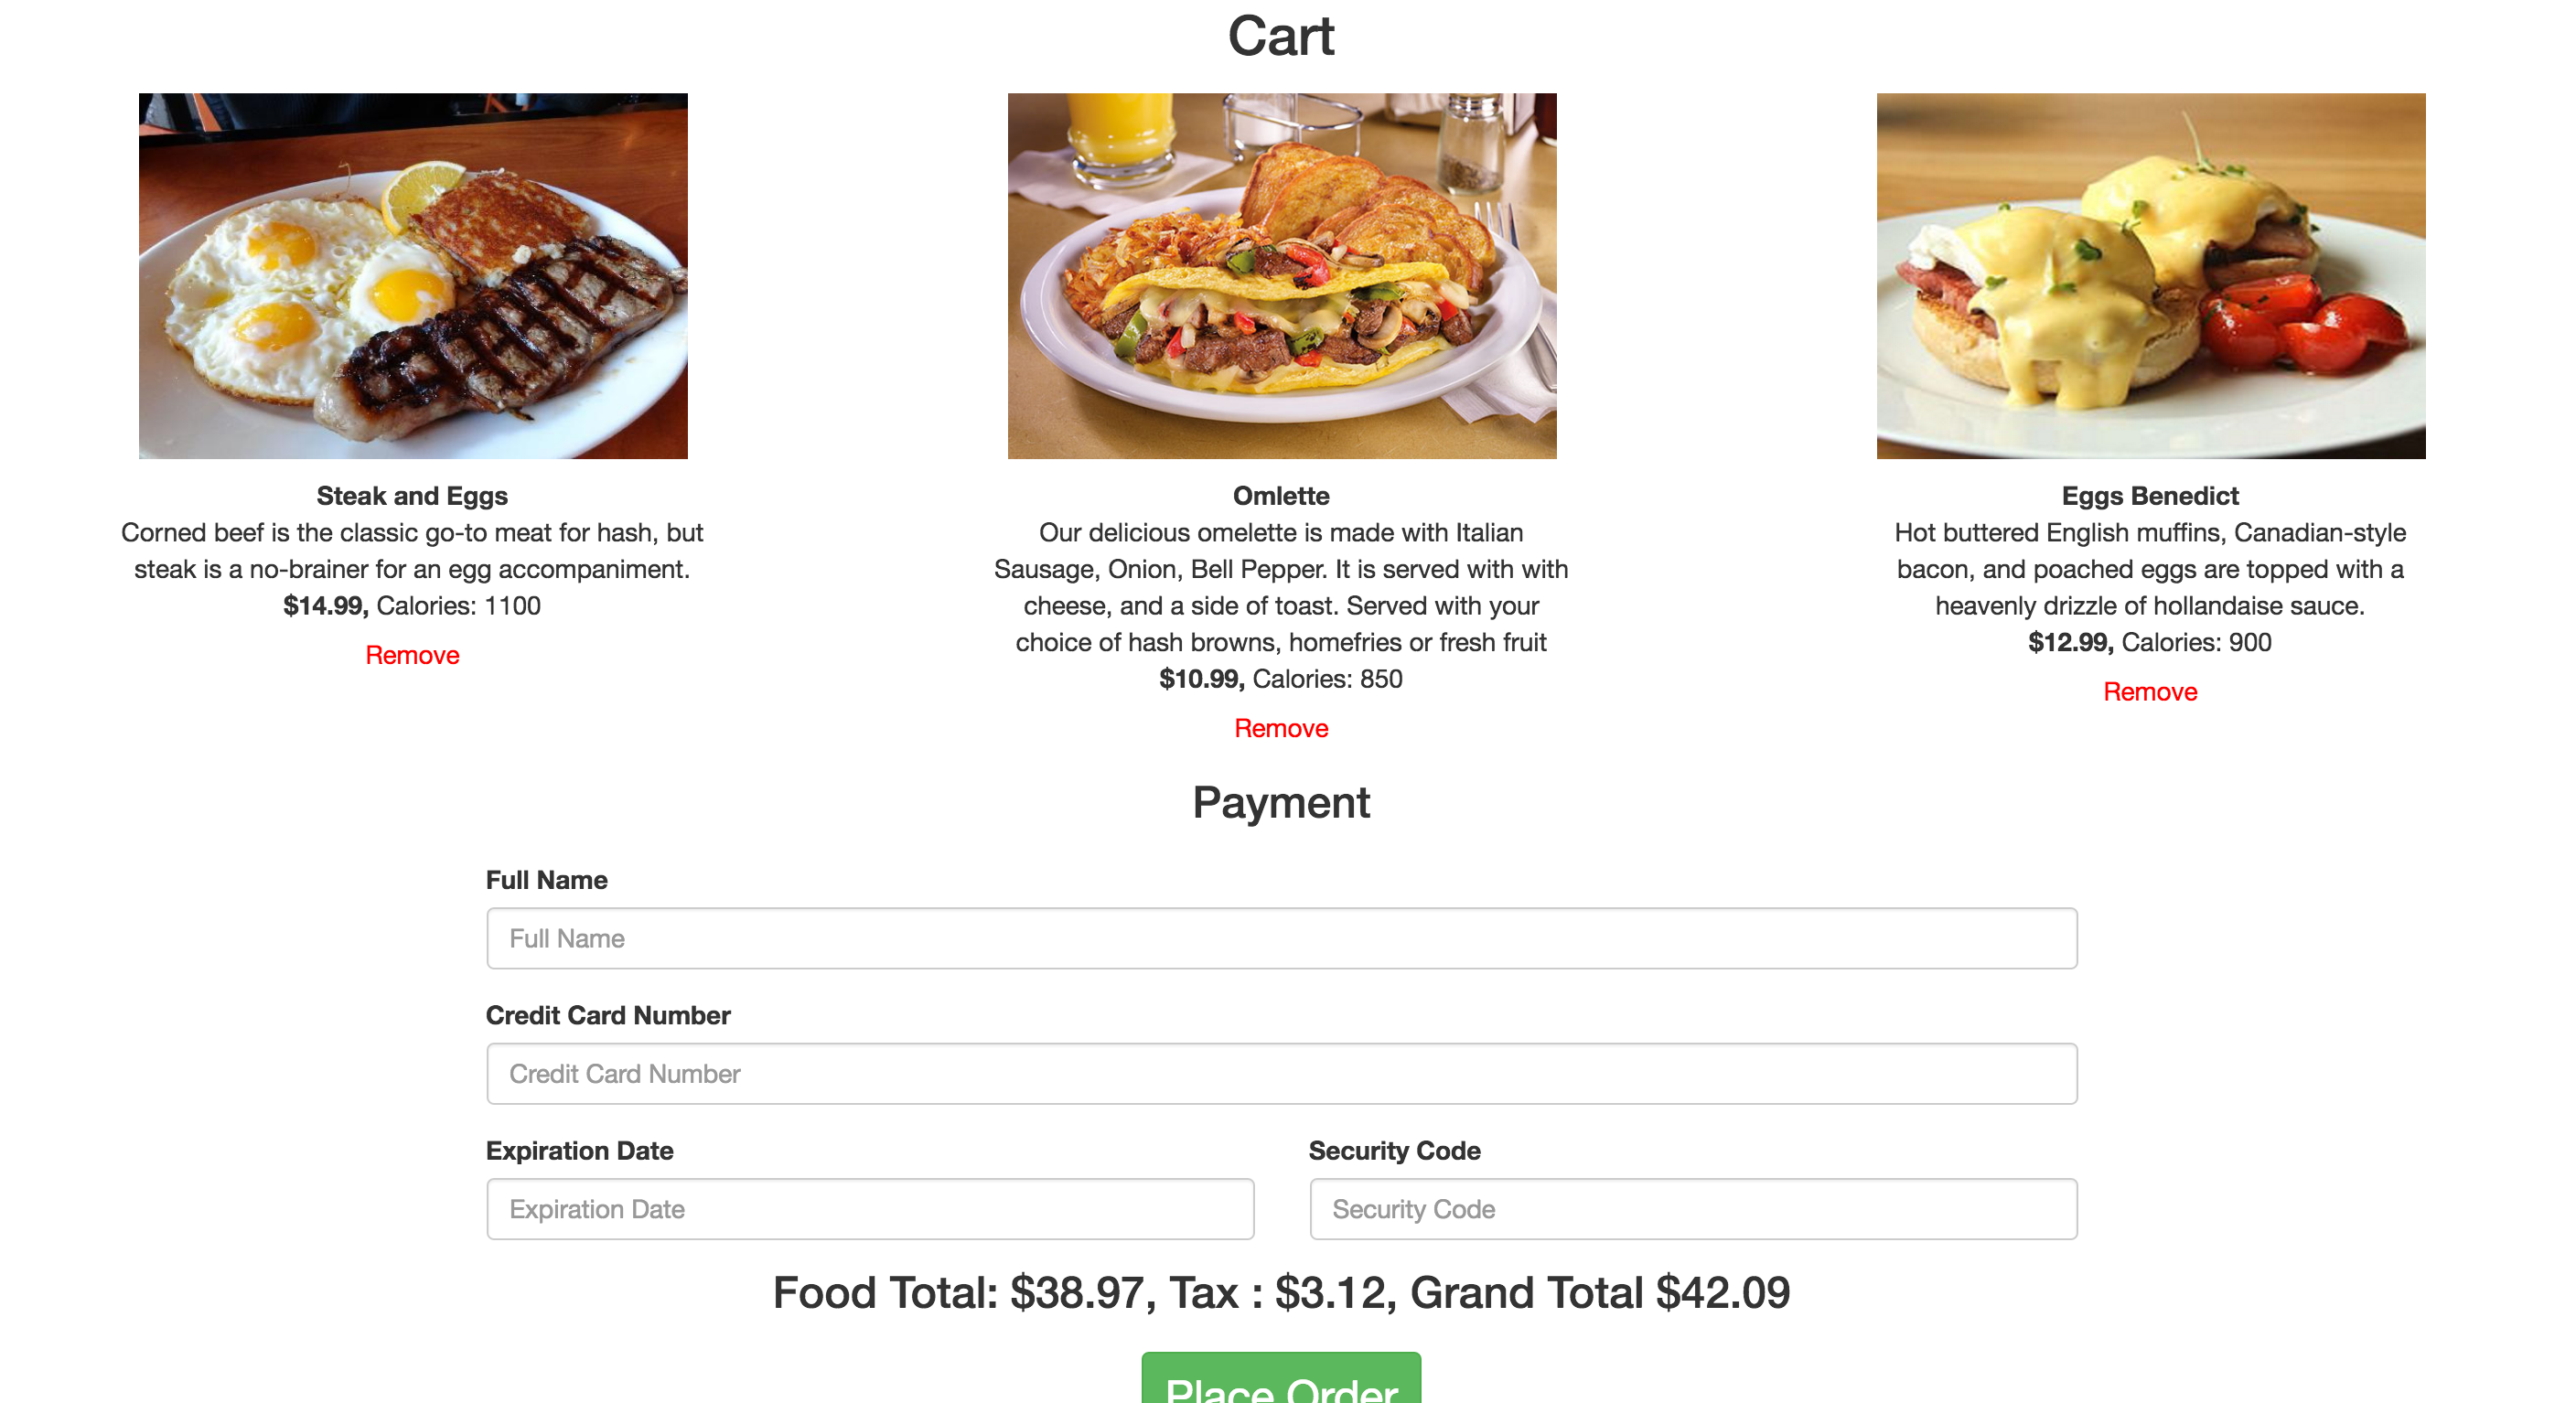 Cart
Steak and Eggs
Corned beef is the classic go-to meat for hash, but
steak is a no-brainer for an egg accompaniment.
$14.99, Calories: 1100
Remove
Omlette
Our delicious omelette is made with Italian
Sausage, Onion, Bell Pepper. It is served with with
cheese, and a side of toast. Served with your
choice of hash browns, homefries or fresh fruit
$10.99, Calories: 850
Remove
Eggs Benedict
Hot buttered English muffins, Canadian-style
bacon, and poached eggs are topped with a
heavenly drizzle of hollandaise sauce.
$12.99, Calories: 900
Remove
Payment
Full Name
Full Name
Credit Card Number
Credit Card Number
Expiration Date
Expiration Date
Security Code
Security Code
Food Total: $38.97, Tax : $3.12, Grand Total $42.09
Place Order